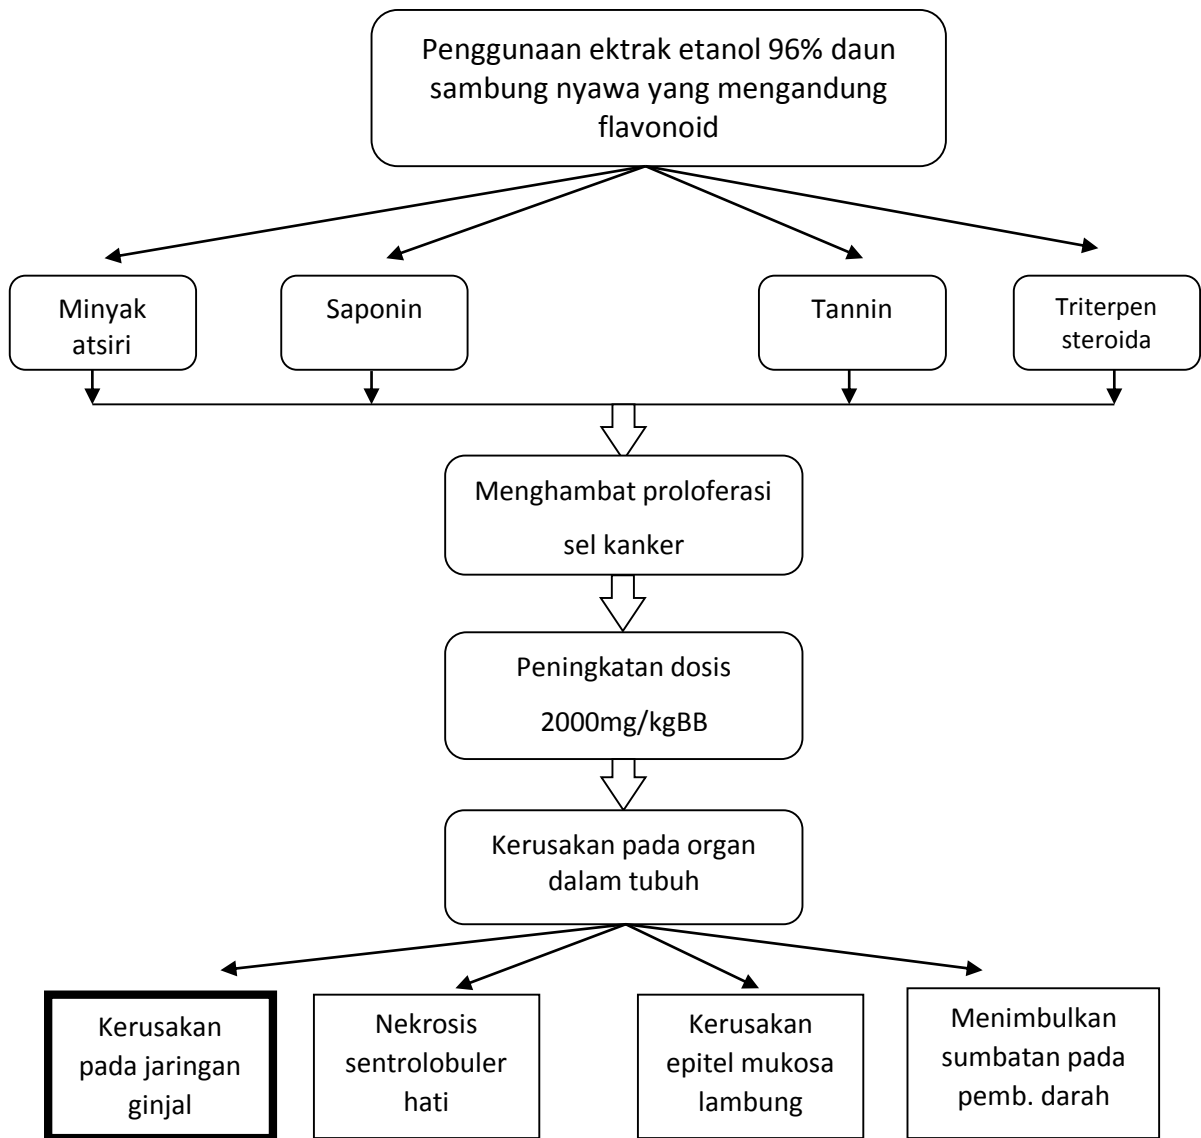 Penggunaan ektrak etanol 96% daun
sambung nyawa yang mengandung
flavonoid
Minyak
atsiri
Saponin
Tannin
Triterpen
steroida
Menghambat proloferasi
sel kanker
Peningkatan dosis
2000mg/kgBB
Kerusakan pada organ
dalam tubuh
Kerusakan
pada jaringan
ginjal
Nekrosis
sentrolobuler
hati
Kerusakan
epitel mukosa
lambung
Menimbulkan
sumbatan pada
pemb. darah